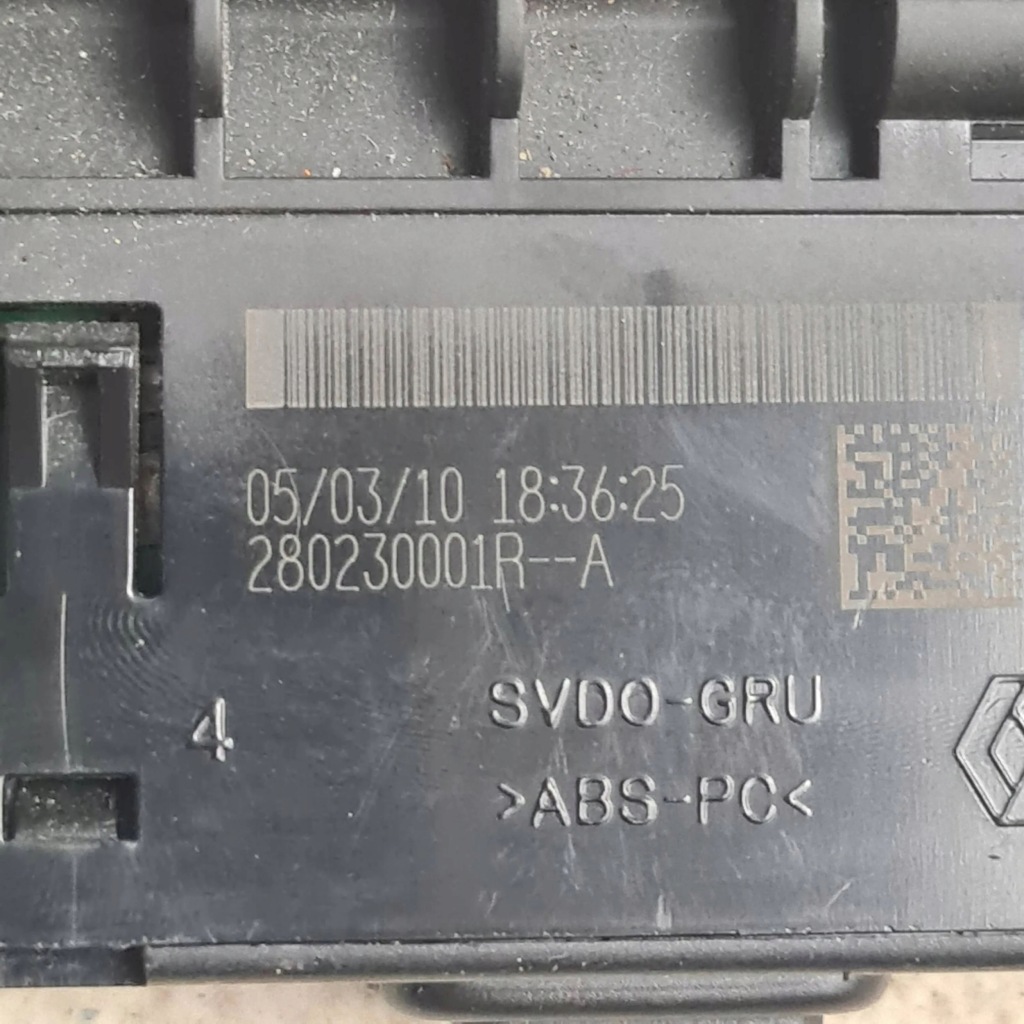 05/03/10 18:36:25
280230001R--A
4
SVDO-GRU
>ABS-PC<